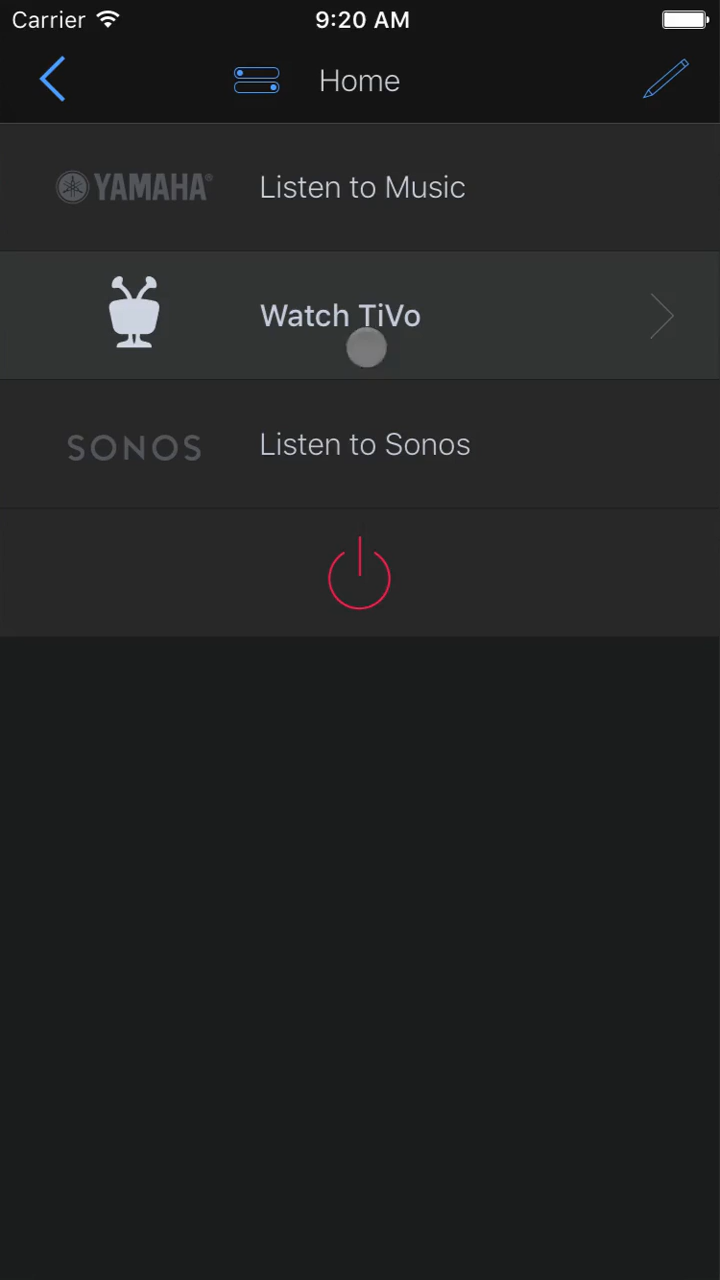 Carrier 9:20 AM
Home
YAMAHA® Listen to Music
Watch TiVo
SONOS Listen to Sonos